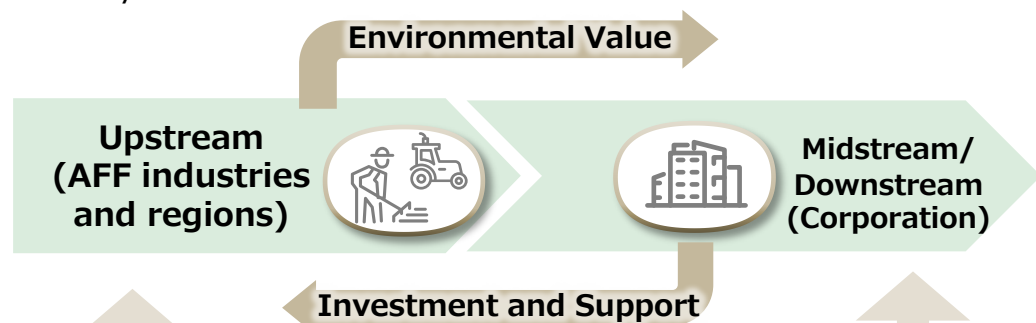 Environmental Value
Upstream
(AFF industries
and regions)
Midstream/
Downstream
(Corporation)
Investment and Support